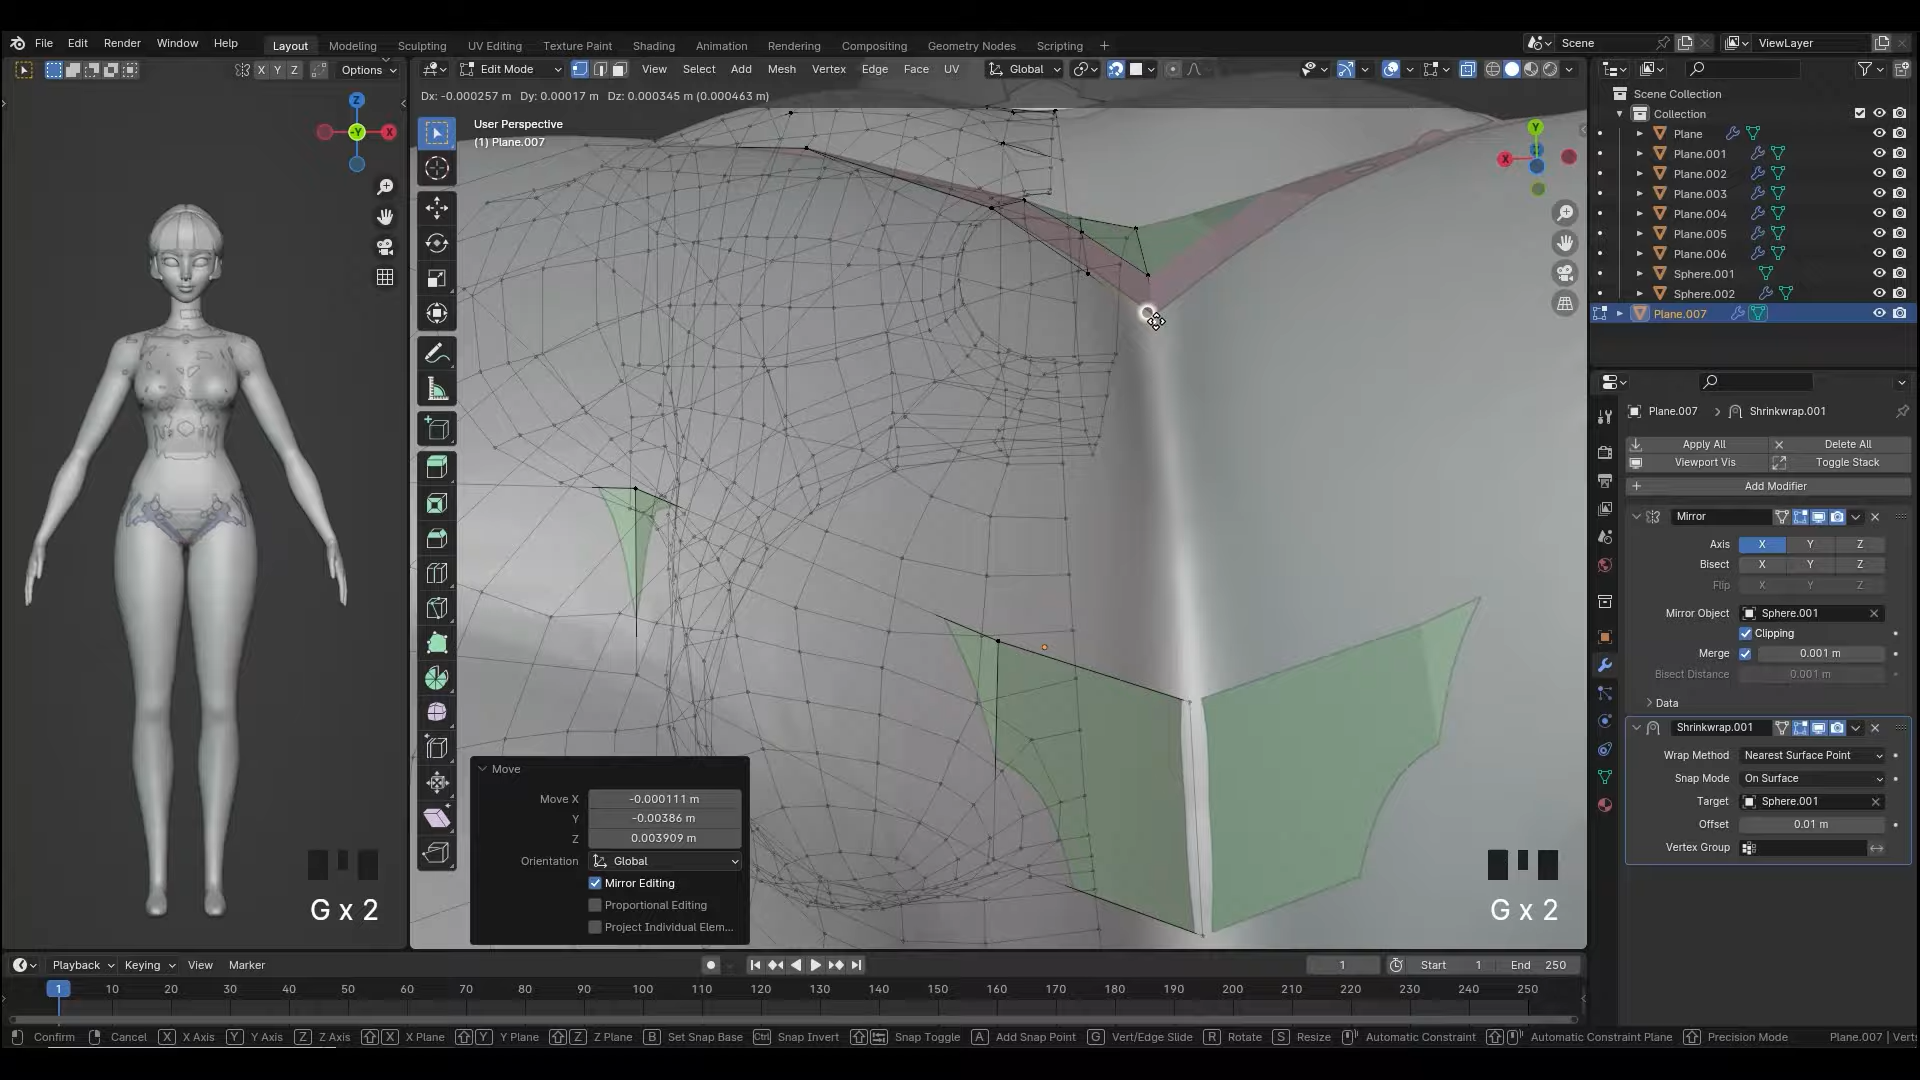 File Edit Render Window Help
Layout Modeling Sculpting UV Editing Texture Paint Shading Animation Rendering Compositing Geometry Nodes Scripting +
Scene
ViewLayer
X Y Z Options
Edit Mode View Select Add Mesh Vertex Edge Face UV Global
Dx: -0.000257 m Dy: 0.00017 m Dz: 0.000345 m (0.000463 m)
User Perspective
(1) Plane.007
Z
-Y
X
Y
X
Scene Collection
Collection
Plane
Plane.001
Plane.002
Plane.003
Plane.004
Plane.005
Plane.006
Sphere.001
Sphere.002
Plane.007
Plane.007 > Shrinkwrap.001
Apply All Delete All
Viewport Vis Toggle Stack
Add Modifier
Mirror
Axis X Y Z
Bisect X Y Z
Flip X Y Z
Mirror Object Sphere.001
Clipping
Merge 0.001 m
Bisect Distance 0.001 m
Data
Shrinkwrap.001
Wrap Method Nearest Surface Point
Snap Mode On Surface
Target Sphere.001
Offset 0.01 m
Vertex Group
Move
Move X -0.000111 m
Y -0.00386 m
Z 0.003909 m
Orientation Global
Mirror Editing
Proportional Editing
Project Individual Elem...
G x 2
G x 2
Playback Keying View Marker
1 Start 1 End 250
1 10 20 30 40 50 60 70 80 90 100 110 120 130 140 150 160 170 180 190 200 210 220 230 240 250
Confirm Cancel X X Axis Y Y Axis Z Z Axis X X Plane Y Y Plane Z Z Plane B Set Snap Base Ctrl Snap Invert Snap Toggle A Add Snap Point G Vert/Edge Slide R Rotate S Resize Automatic Constraint Automatic Constraint Plane Precision Mode Plane.007 | Verts